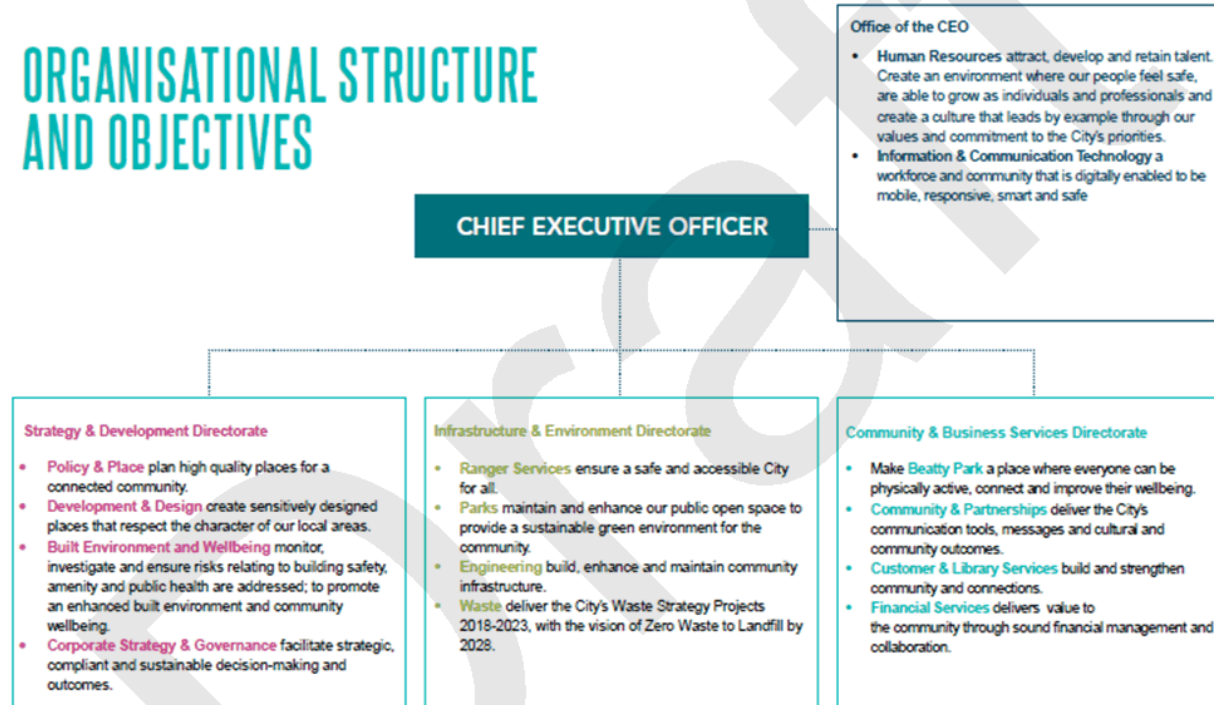 ORGANISATIONAL STRUCTURE
AND OBJECTIVES
Office of the CEO
• Human Resources attract, develop and retain talent.
Create an environment where our people feel safe,
are able to grow as individuals and professionals and
create a culture that leads by example through our
values and commitment to the City's priorities.
• Information & Communication Technology a
workforce and community that is digitally enabled to be
mobile, responsive, smart and safe
CHIEF EXECUTIVE OFFICER
Strategy & Development Directorate
• Policy & Place plan high quality places for a
connected community.
• Development & Design create sensitively designed
places that respect the character of our local areas.
• Built Environment and Wellbeing monitor,
investigate and ensure risks relating to building safety,
amenity and public health are addressed; to promote
an enhanced built environment and community
wellbeing.
• Corporate Strategy & Governance facilitate strategic,
compliant and sustainable decision-making and
outcomes.
Infrastructure & Environment Directorate
• Ranger Services ensure a safe and accessible City
for all.
• Parks maintain and enhance our public open space to
provide a sustainable green environment for the
community.
• Engineering build, enhance and maintain community
infrastructure.
• Waste deliver the City's Waste Strategy Projects
2018-2023, with the vision of Zero Waste to Landfill by
2028.
Community & Business Services Directorate
• Make Beatty Park a place where everyone can be
physically active, connect and improve their wellbeing.
• Community & Partnerships deliver the City's
communication tools, messages and cultural and
community outcomes.
• Customer & Library Services build and strengthen
community and connections.
• Financial Services delivers value to
the community through sound financial management and
collaboration.
Draft